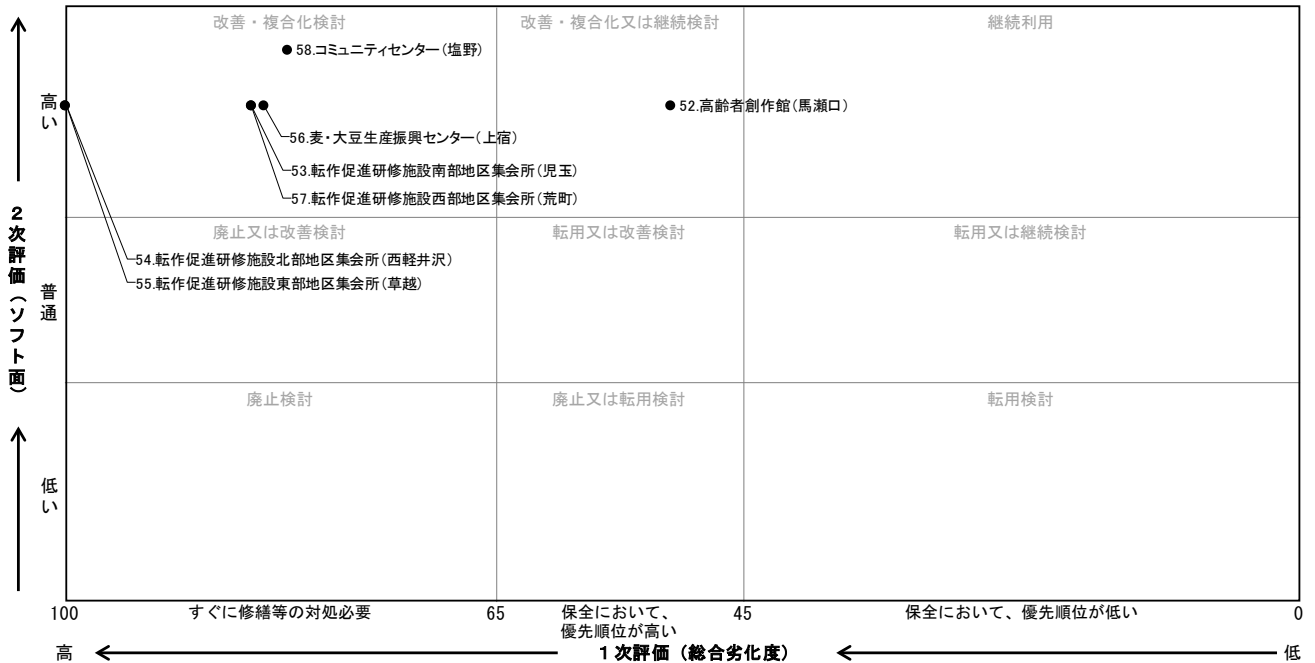 改善・複合化検討
改善・複合化又は継続検討
継続利用
58.コミュニティセンター(塩野)
高い
52.高齢者創作館(馬瀬口)
56.麦・大豆生産振興センター(上宿)
53.転作促進研修施設南部地区集会所(児玉)
57.転作促進研修施設西部地区集会所(荒町)
2次評価(ソフト面)
廃止又は改善検討
転用又は改善検討
転用又は継続検討
54.転作促進研修施設北部地区集会所(西軽井沢)
55.転作促進研修施設東部地区集会所(草越)
普通
廃止検討
廃止又は転用検討
転用検討
低い
100
すぐに修繕等の対処必要
65
保全において、
優先順位が高い
45
保全において、優先順位が低い
0
高
1次評価(総合劣化度)
低